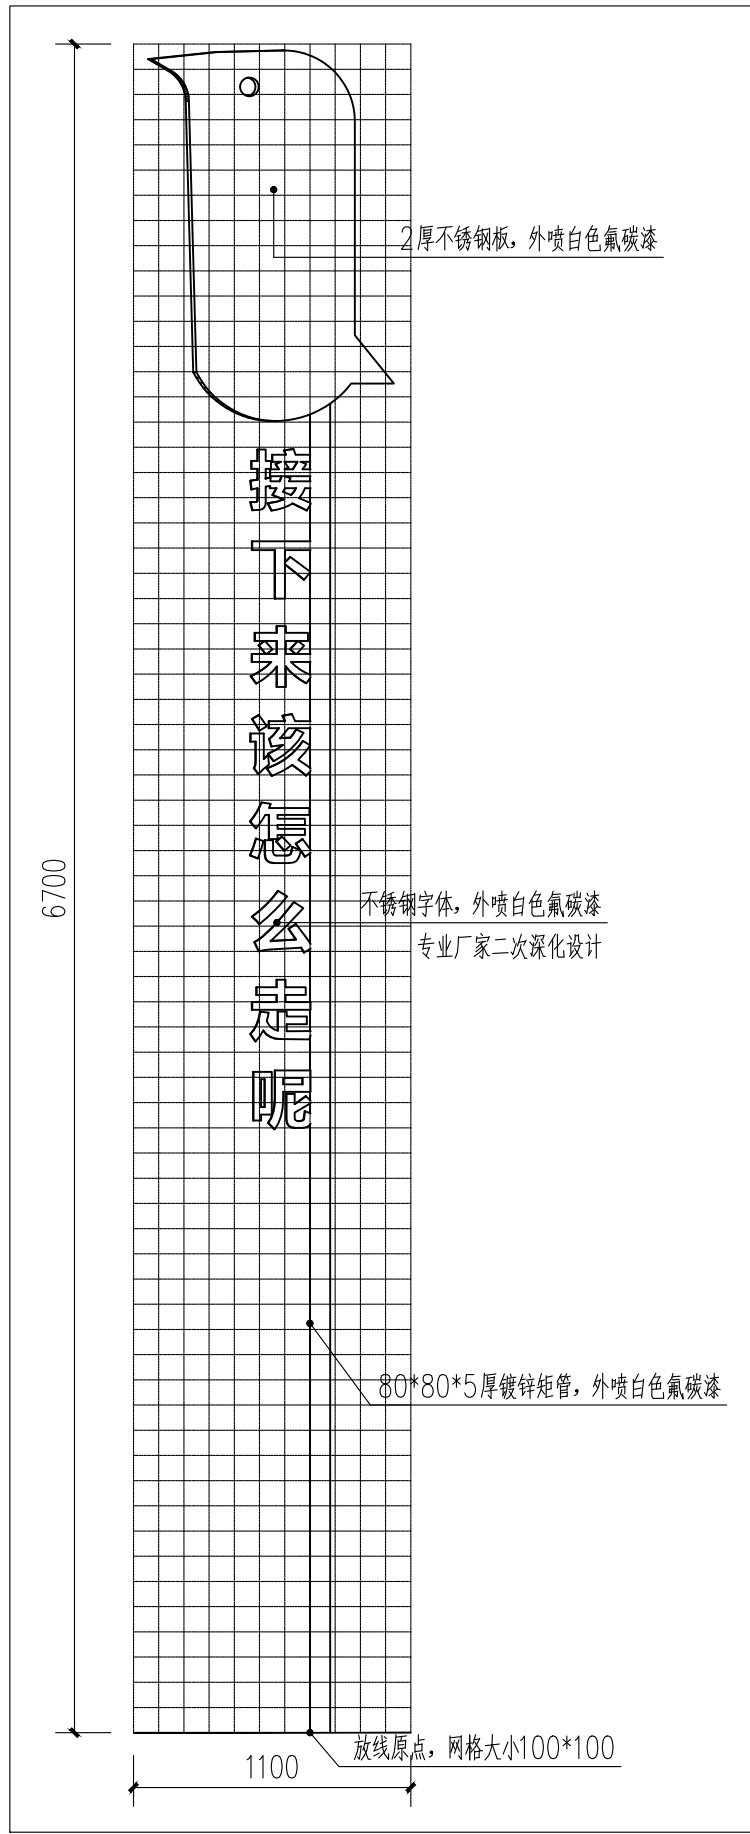 2厚不锈钢板，外喷白色氟碳漆
接
下
来
该
怎
么
走
呢
6700
不锈钢字体，外喷白色氟碳漆
专业厂家二次深化设计
80*80*5厚镀锌矩管，外喷白色氟碳漆
放线原点，网格大小100*100
1100